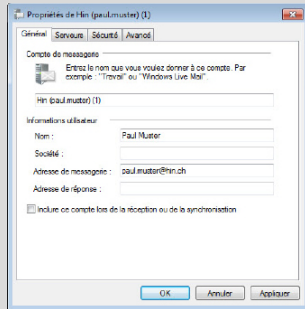 Propriétés de Hin (paul.muster) (1)
Général Serveurs Sécurité Avancé
Compte de messagerie
Entrez le nom que vous voulez donner à ce compte. Par
exemple : "Travail" ou "Windows Live Mail".
Hin (paul.muster) (1)
Informations utilisateur
Nom : Paul Muster
Société :
Adresse de messagerie : paul.muster@hin.ch
Adresse de réponse :
Inclure ce compte lors de la réception ou de la synchronisation
OK Annuler Appliquer